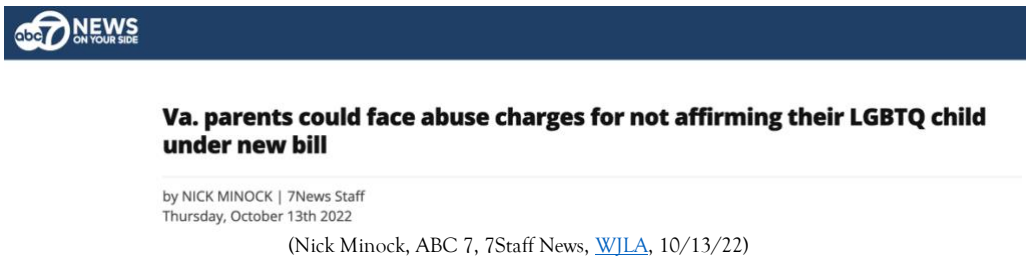 abc7 NEWS
ON YOUR SIDE
Va. parents could face abuse charges for not affirming their LGBTQ child
under new bill
by NICK MINOCK | 7News Staff
Thursday, October 13th 2022
(Nick Minock, ABC 7, 7Staff News, WJLA, 10/13/22)